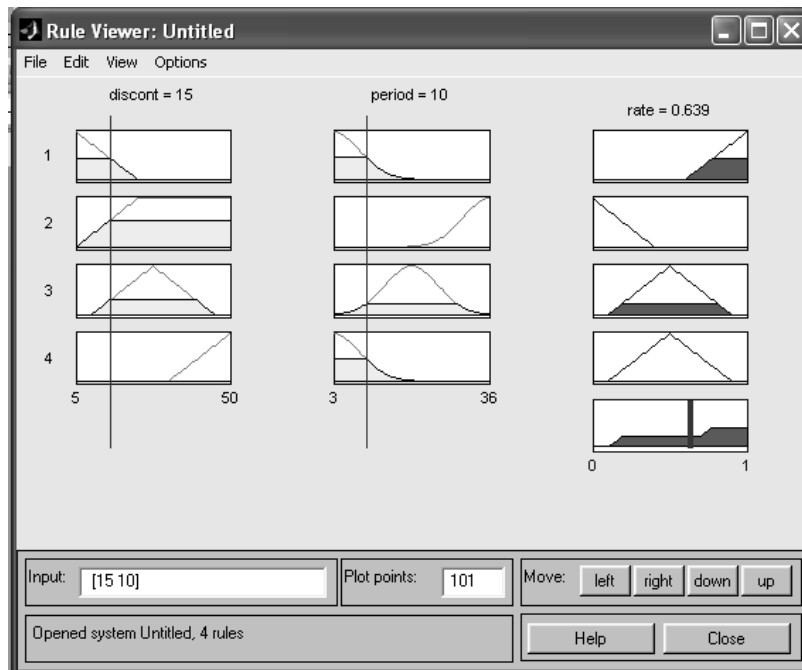 Rule Viewer: Untitled
File Edit View Options
discont = 15 period = 10 rate = 0.639
1
2
3
4
5 50 3 36
0 1
Input: [15 10] Plot points: 101 Move: left right down up
Opened system Untitled, 4 rules Help Close